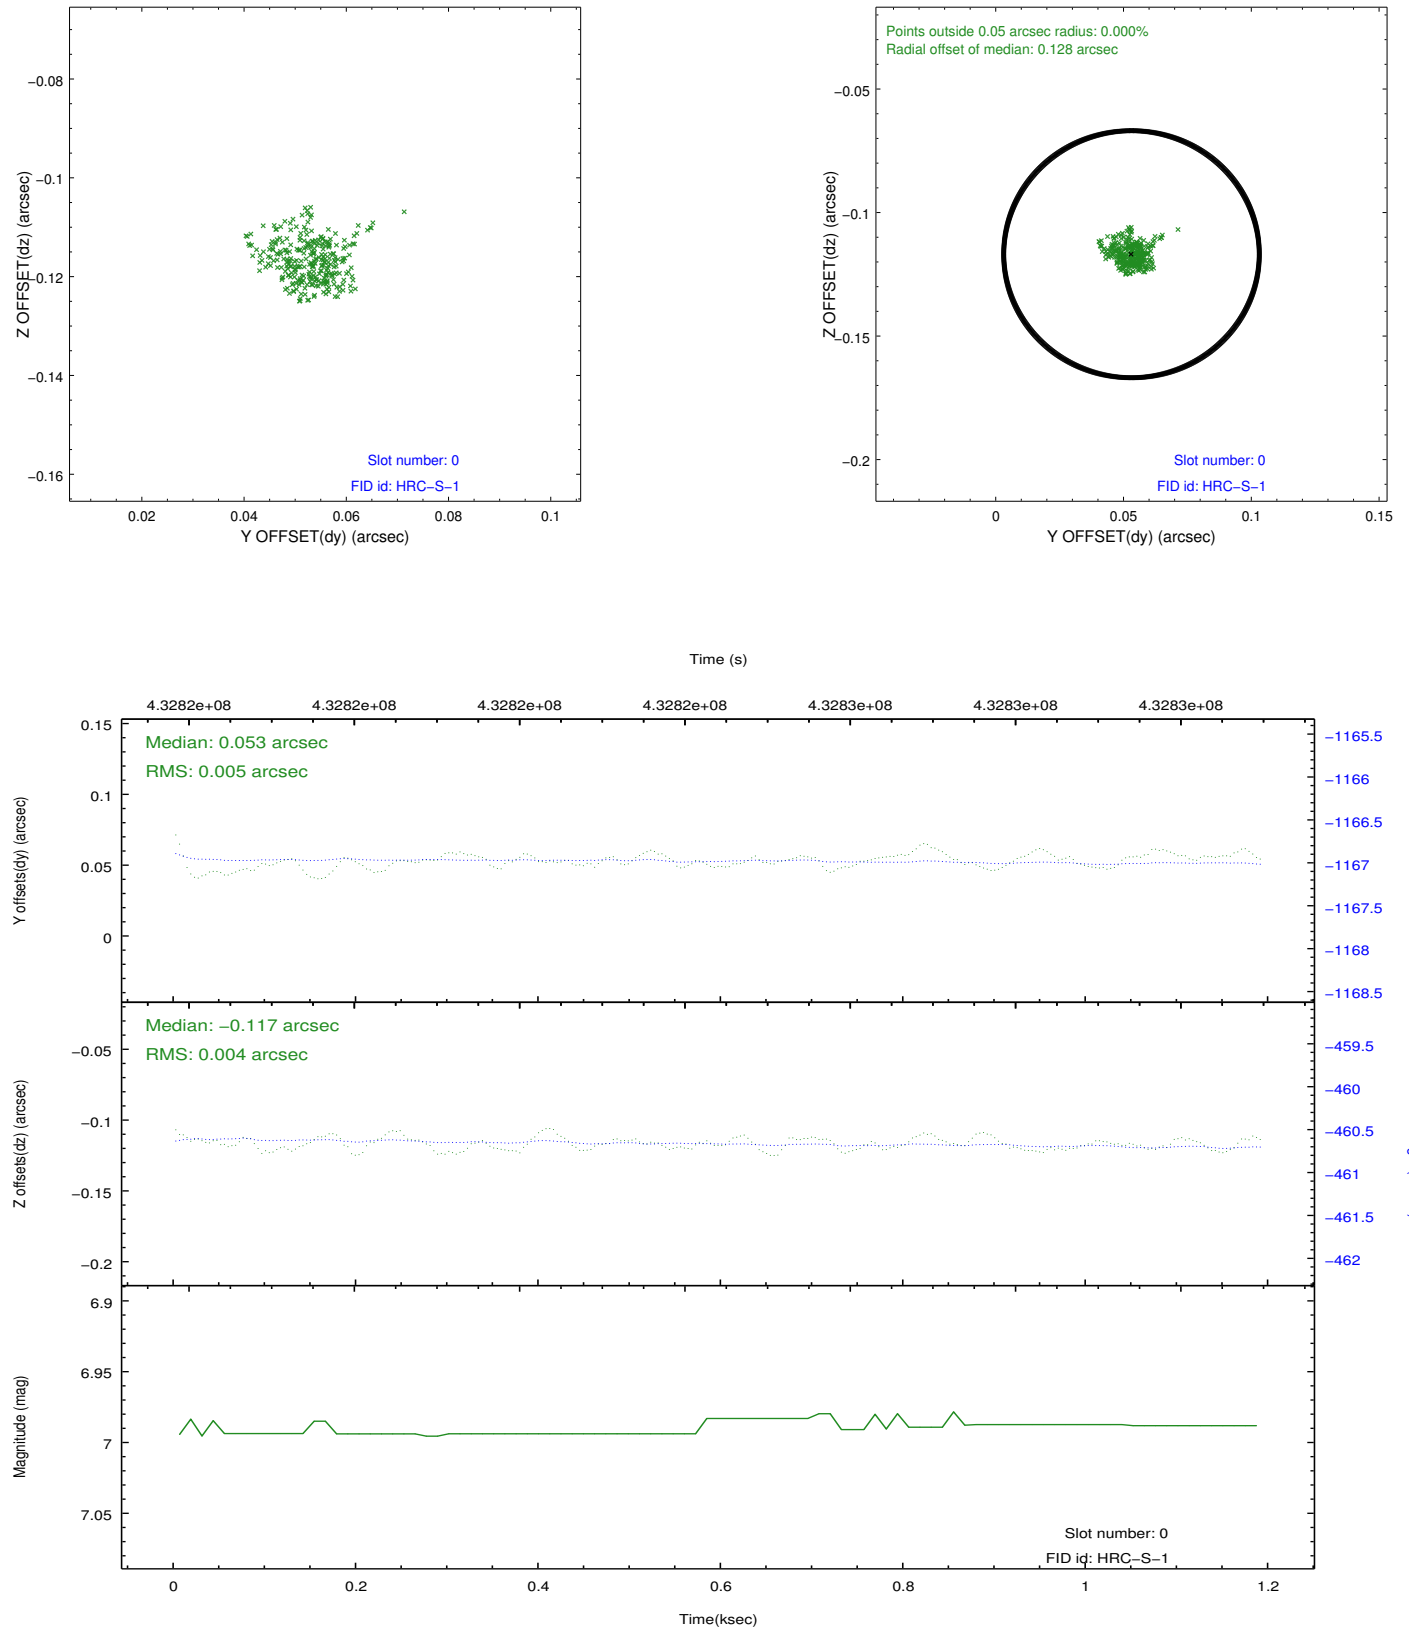 −0.08
−0.1
−0.12
−0.14
−0.16
Z OFFSET(dz) (arcsec)
Slot number: 0
FID id: HRC−S−1
0.02 0.04 0.06 0.08 0.1
Y OFFSET(dy) (arcsec)
Points outside 0.05 arcsec radius: 0.000%
Radial offset of median: 0.128 arcsec
−0.05
−0.1
−0.15
−0.2
Z OFFSET(dz) (arcsec)
Slot number: 0
FID id: HRC−S−1
0 0.05 0.1 0.15
Y OFFSET(dy) (arcsec)
Time (s)
4.3282e+08 4.3282e+08 4.3282e+08 4.3282e+08 4.3283e+08 4.3283e+08 4.3283e+08
Median: 0.053 arcsec
RMS: 0.005 arcsec
0.15
0.1
0.05
0
Y offsets(dy) (arcsec)
−1165.5
−1166
−1166.5
−1167
−1167.5
−1168
−1168.5
Median: −0.117 arcsec
RMS: 0.004 arcsec
−0.05
−0.1
−0.15
−0.2
Z offsets(dz) (arcsec)
−459.5
−460
−460.5
−461
−461.5
−462
6.9
6.95
7
7.05
Magnitude (mag)
Slot number: 0
FID id: HRC−S−1
0 0.2 0.4 0.6 0.8 1 1.2
Time(ksec)